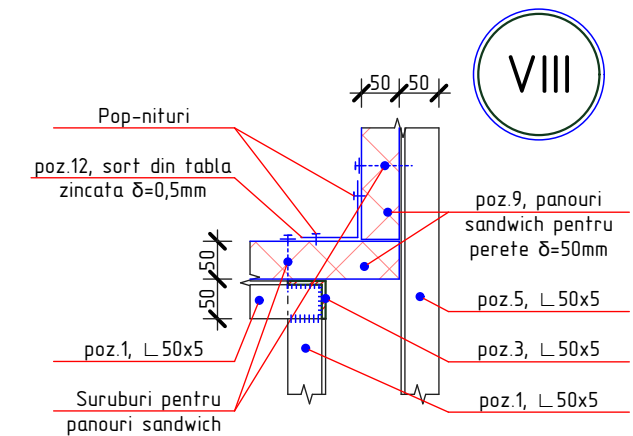 VIII
50 50
Pop-nituri
poz.12, sort din tabla
zincata δ=0,5mm
poz.9, panouri
sandwich pentru
perete δ=50mm
50
50
poz.5, ∟50x5
poz.1, ∟50x5
poz.3, ∟50x5
Suruburi pentru
panouri sandwich
poz.1, ∟50x5